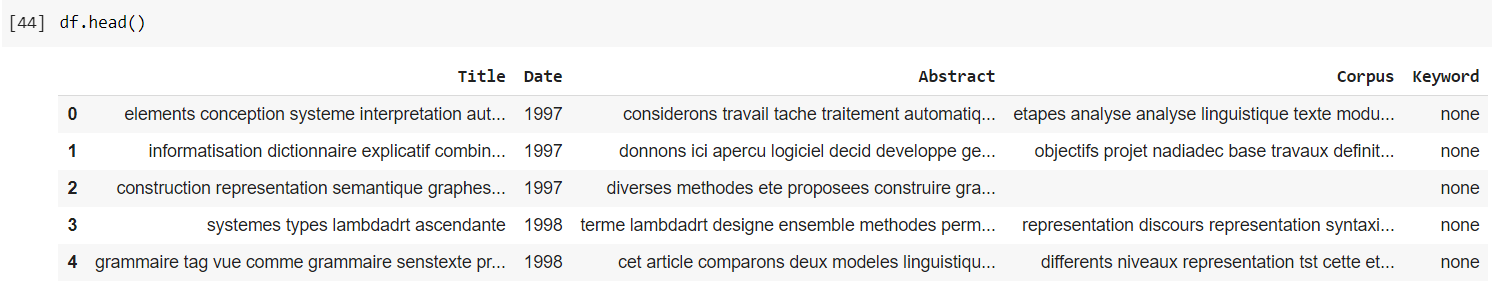 [44] df.head()
Title Date Abstract Corpus Keyword
0 elements conception systeme interpretation aut... 1997 considerons travail tache traitement automatiq... etapes analyse analyse linguistique texte modu... none
1 informatisation dictionnaire explicatif combin... 1997 donnons ici apercu logiciel decid developpe ge... objectifs projet nadiadec base travaux definit... none
2 construction representation semantique graphes... 1997 diverses methodes ete proposees construire gra... none
3 systemes types lambdadrt ascendante 1998 terme lambdadrt designe ensemble methodes perm... representation discours representation syntaxi... none
4 grammaire tag vue comme grammaire senstexte pr... 1998 cet article comparons deux modeles linguistiqu... differents niveaux representation tst cette et... none